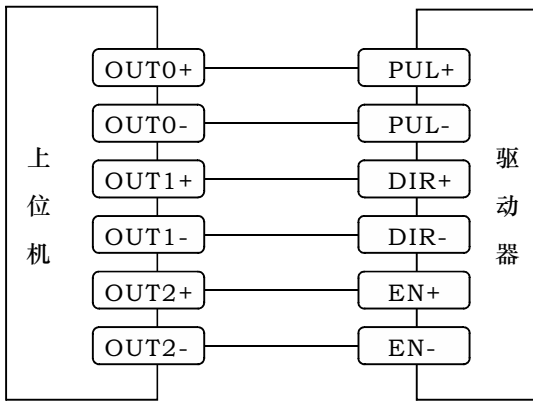 上位机
OUT0+ PUL+
OUT0- PUL-
OUT1+ DIR+
OUT1- DIR-
OUT2+ EN+
OUT2- EN-
驱动器